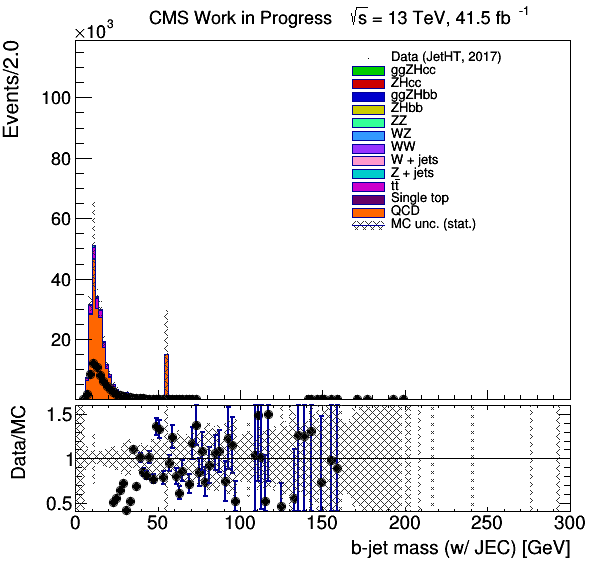 CMS Work in Progress √s = 13 TeV, 41.5 fb⁻¹
×10³
Events/2.0
100
80
60
40
20
Data (JetHT, 2017)
ggZHcc
ZHcc
ggZHbb
ZHbb
ZZ
WZ
WW
W + jets
Z + jets
tt̄
Single top
QCD
MC unc. (stat.)
Data/MC
1.5
1
0.5
0 50 100 150 200 250 300
b-jet mass (w/ JEC) [GeV]